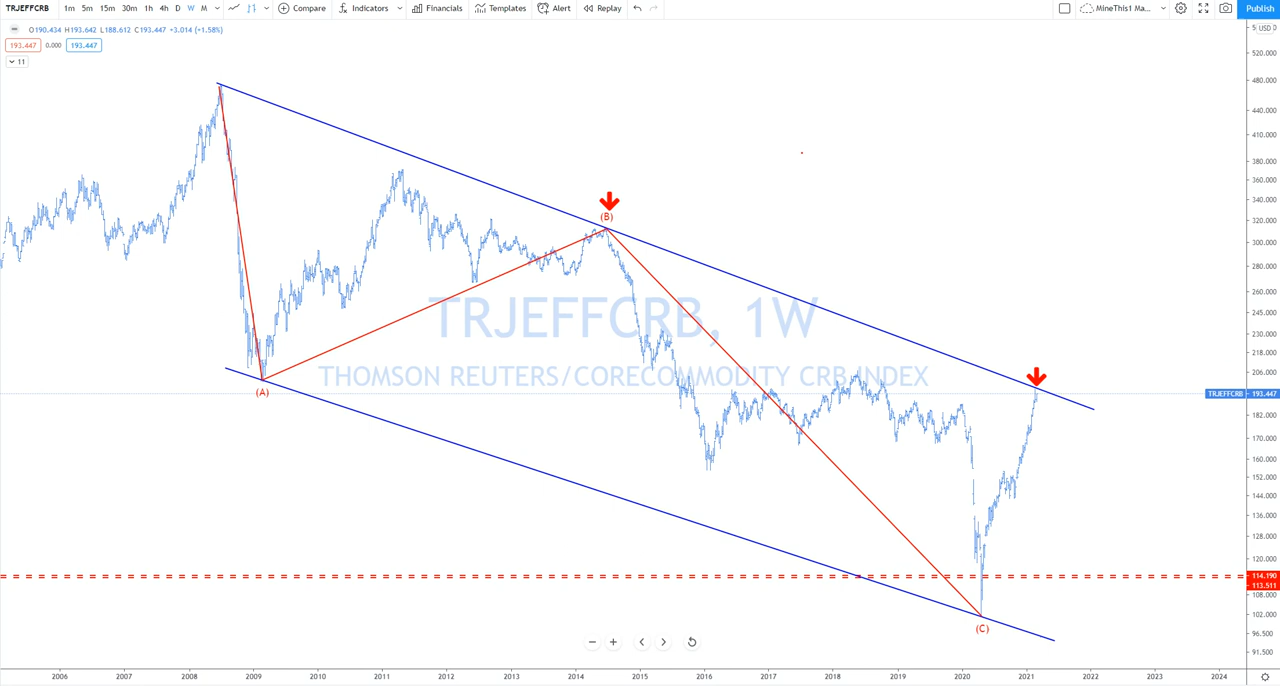 TRJEFFCRB 1m 5m 15m 30m 1h 4h D W M Compare Indicators Financials Templates Alert Replay MineThis1 Ma... Publish
O190.434 H193.642 L188.612 C193.447 +3.014 (+1.58%)
193.447 0.000 193.447
11
USD
520.000
480.000
440.000
410.000
380.000
360.000
340.000
320.000
300.000
280.000
260.000
245.000
230.000
218.000
206.000
TRJEFFCRB 193.447
182.000
170.000
160.000
152.000
144.000
136.000
128.000
120.000
114.190
113.511
108.000
102.000
96.500
91.500
(B)
TRJEFFCRB, 1W
THOMSON REUTERS/CORECOMMODITY CRB INDEX
(A)
(C)
2006 2007 2008 2009 2010 2011 2012 2013 2014 2015 2016 2017 2018 2019 2020 2021 2022 2023 2024